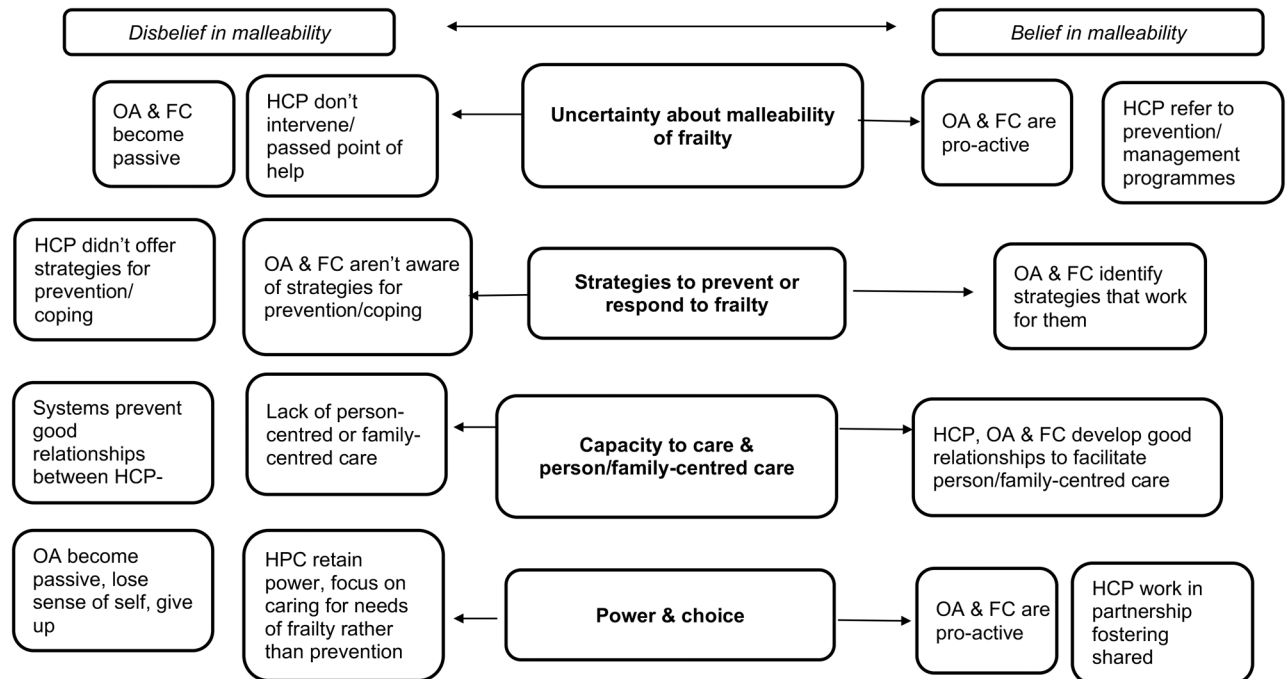 Disbelief in malleability
Belief in malleability
OA & FC
become
passive
HCP don’t
intervene/
passed point of
help
Uncertainty about malleability
of frailty
OA & FC are
pro-active
HCP refer to
prevention/
management
programmes
HCP didn’t offer
strategies for
prevention/
coping
OA & FC aren’t aware
of strategies for
prevention/coping
Strategies to prevent or
respond to frailty
OA & FC identify
strategies that work
for them
Systems prevent
good
relationships
between HCP-
Lack of person-
centred or family-
centred care
Capacity to care &
person/family-centred care
HCP, OA & FC develop good
relationships to facilitate
person/family-centred care
OA become
passive, lose
sense of self, give
up
HPC retain
power, focus on
caring for needs
of frailty rather
than prevention
Power & choice
OA & FC are
pro-active
HCP work in
partnership
fostering
shared